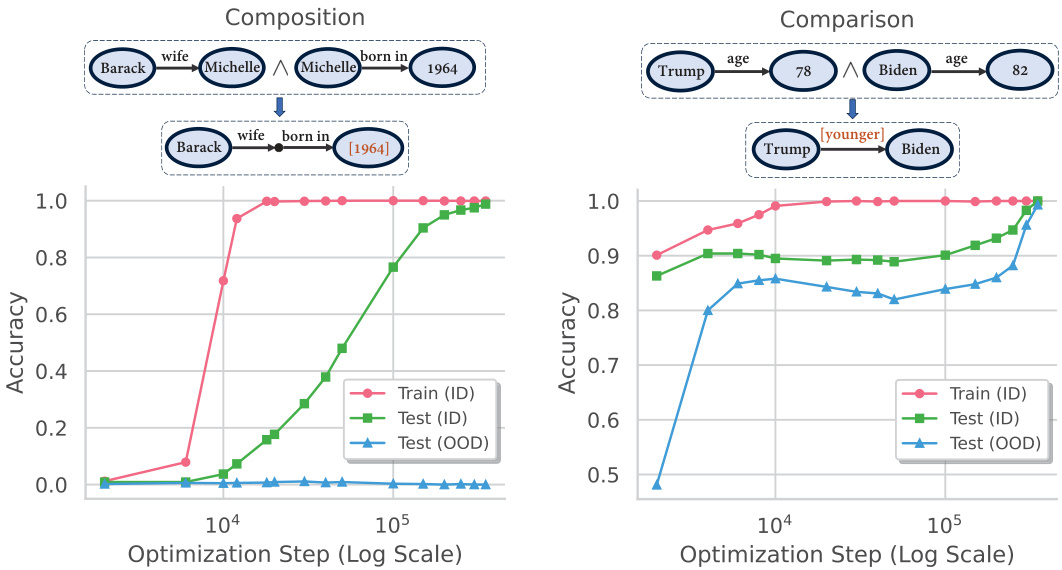 Composition
Barack wife Michelle ∧ Michelle born in 1964
Barack wife born in [1964]
Accuracy
1.0
0.8
0.6
0.4
0.2
0.0
Train (ID)
Test (ID)
Test (OOD)
10^4 10^5
Optimization Step (Log Scale)
Comparison
Trump age 78 ∧ Biden age 82
Trump [younger] Biden
Accuracy
1.0
0.9
0.8
0.7
0.6
0.5
Train (ID)
Test (ID)
Test (OOD)
10^4 10^5
Optimization Step (Log Scale)